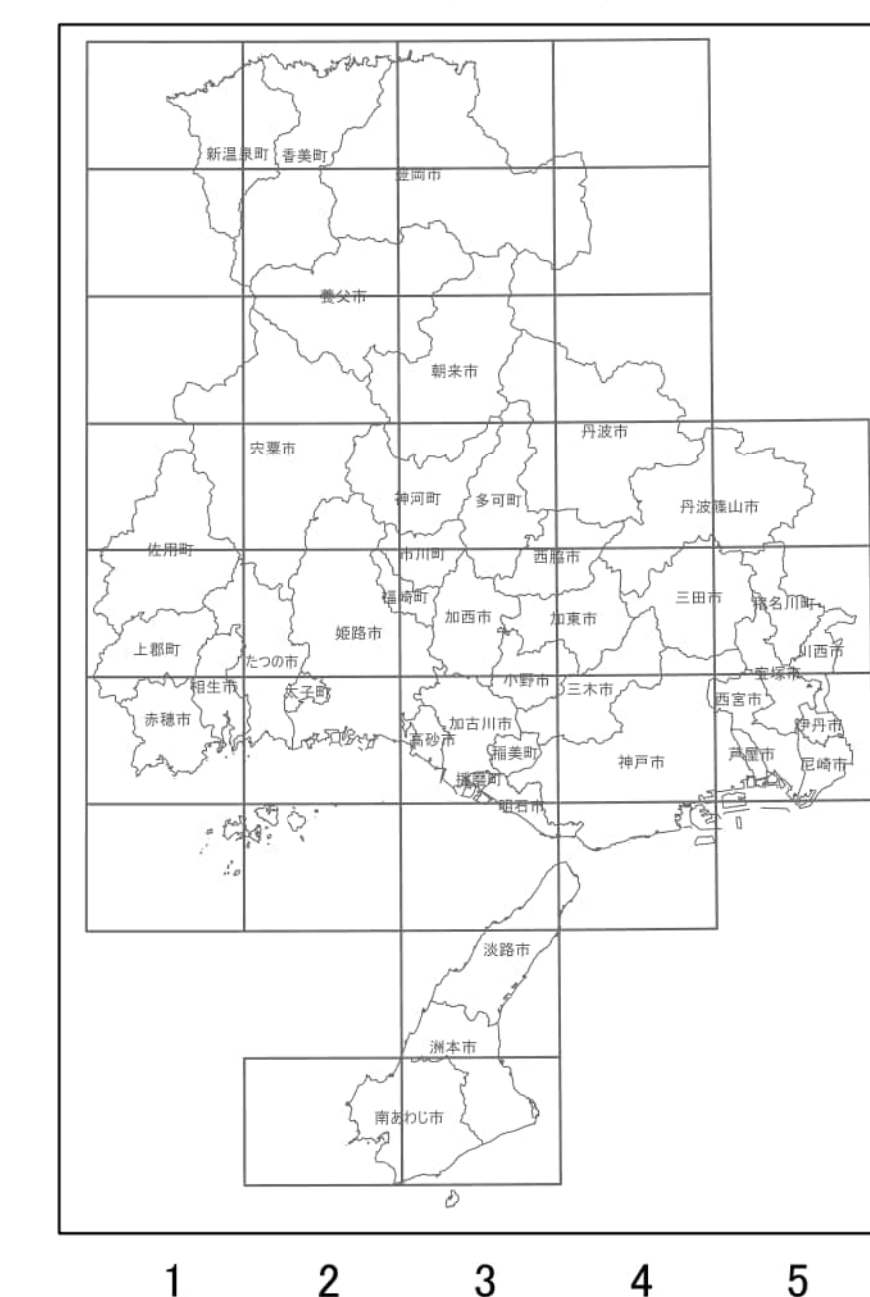 新温泉町
香美町
豊岡市
養父市
朝来市
丹波市
宍粟市
神河町
多可町
丹波篠山市
佐用町
市川町
西脇市
福崎町
加西市
加東市
三田市
猪名川町
姫路市
上郡町
たつの市
川西市
宝塚市
相生市
太子町
小野市
三木市
西宮市
赤穂市
加古川市
高砂市
稲美町
伊丹市
神戸市
芦屋市
尼崎市
播磨町
明石市
淡路市
洲本市
南あわじ市
1 2 3 4 5